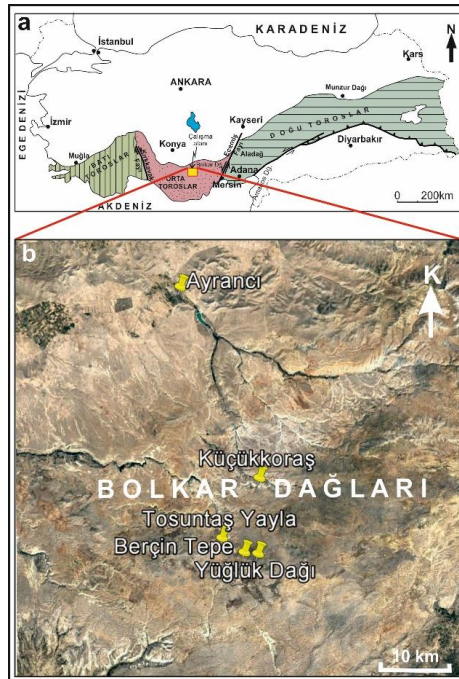 a
KARADENİZ
N
İstanbul
Kars
ANKARA
EGE DENİZİ
Munzur Dağı
İzmir
Kayseri
DOĞU TOROSLAR
Çalışma
alanı
Konya
Aladağ
Diyarbakır
Muğla
BATI
TOROSLAR
Bolkar Dğ
Adana
ORTA
TOROSLAR
Mersin
AKDENİZ
0 200km
b
K
Ayrancı
Küçükkoraş
BOLKAR DAĞLARI
Tosuntaş Yayla
Berçin Tepe
Yüğlük Dağı
10 km